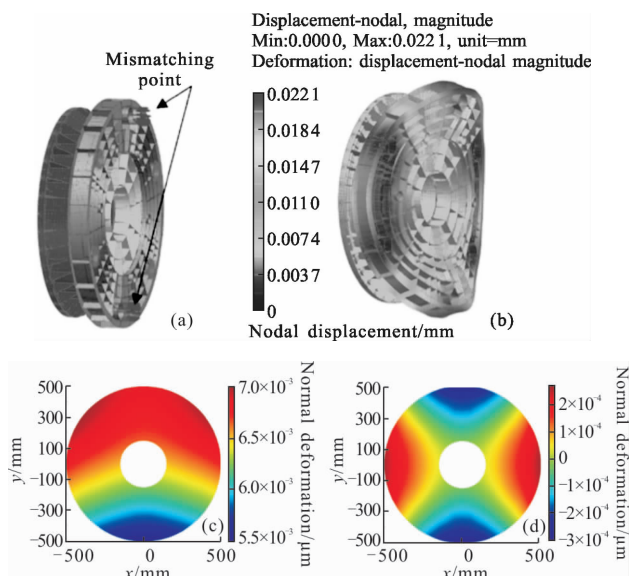 Displacement-nodal, magnitude
Min:0.0000, Max:0.0221, unit=mm
Deformation: displacement-nodal magnitude
Mismatching
point
0.0221
0.0184
0.0147
0.0110
0.0074
0.0037
0
(a)
(b)
Nodal displacement/mm
500
300
100
−100
−300
−500
y/mm
−500
0
500
x/mm
(c)
7.0×10⁻³
6.5×10⁻³
6.0×10⁻³
5.5×10⁻³
Normal deformation/μm
500
300
100
−100
−300
−500
y/mm
−500
0
500
x/mm
(d)
2×10⁻⁴
1×10⁻⁴
0
−1×10⁻⁴
−2×10⁻⁴
−3×10⁻⁴
Normal deformation/μm